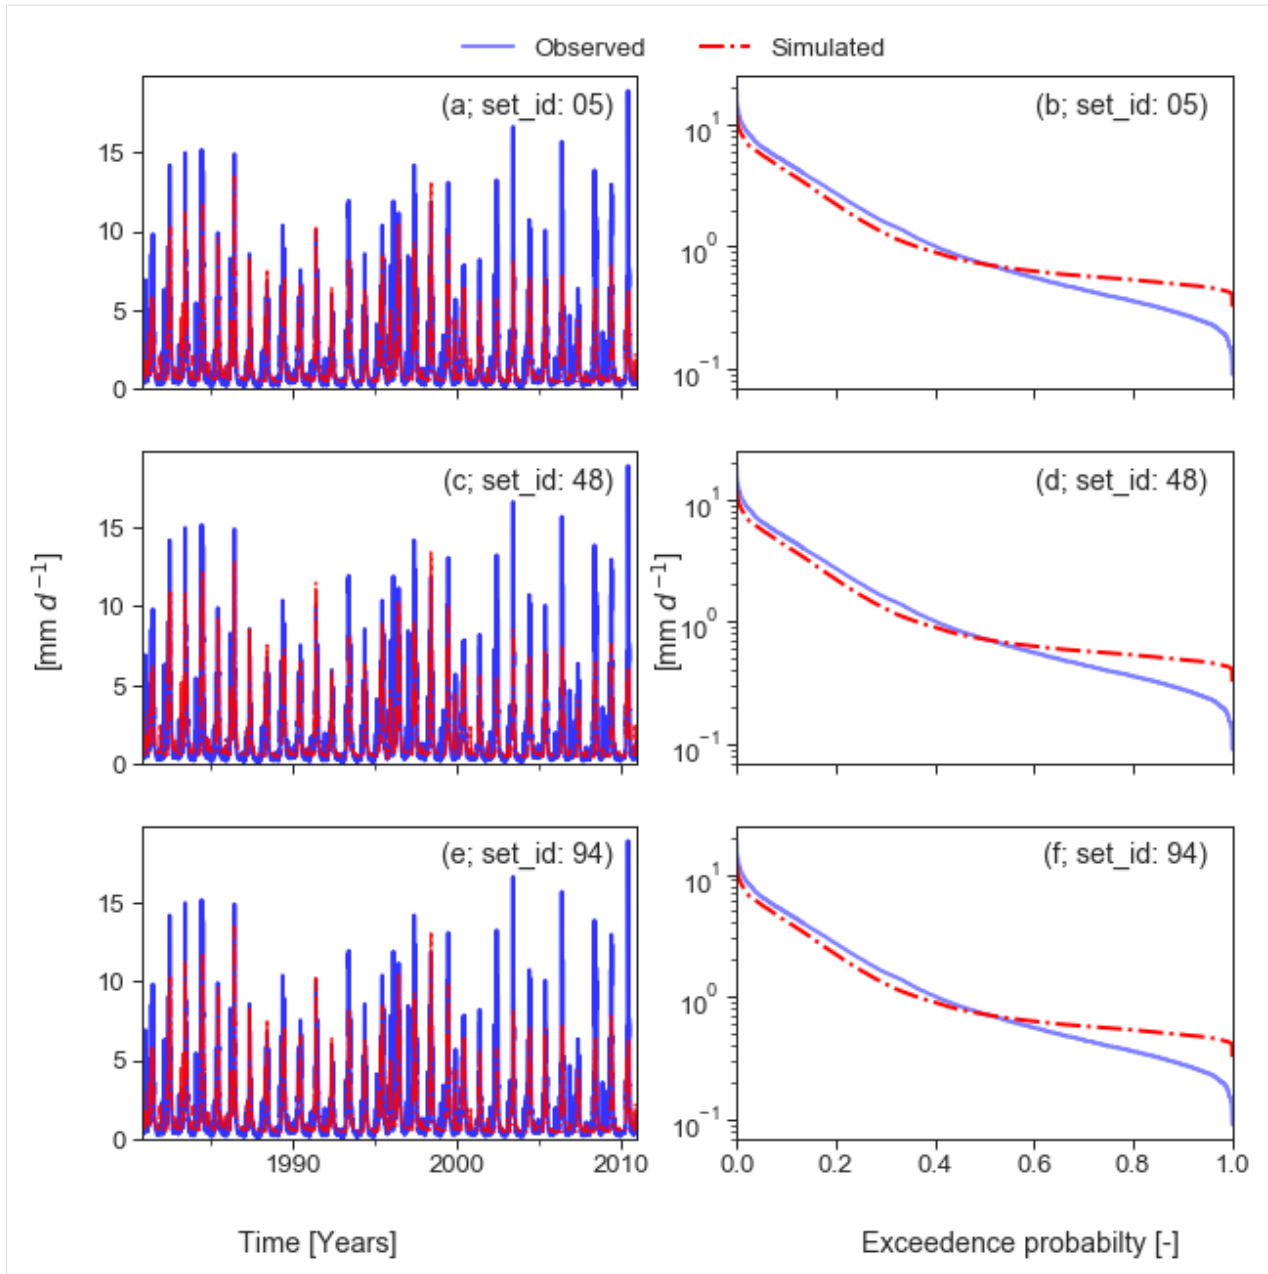 Observed Simulated
(a; set_id: 05)
15
10
5
0
(b; set_id: 05)
10^1
10^0
10^−1
(c; set_id: 48)
15
10
5
0
[mm d^−1]
(d; set_id: 48)
10^1
10^0
10^−1
[mm d^−1]
(e; set_id: 94)
15
10
5
0
1990 2000 2010
(f; set_id: 94)
10^1
10^0
10^−1
0.0 0.2 0.4 0.6 0.8 1.0
Time [Years]
Exceedence probabilty [-]